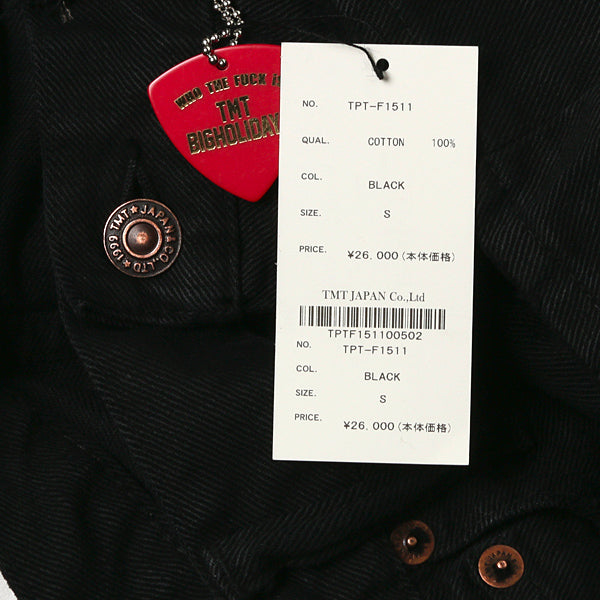 WHO THE FUCK IS
TMT
BIGHOLIDAY
1999 TMT★JAPAN&CO.,LTD★
NO. TPT-F1511
QUAL. COTTON 100%
COL. BLACK
SIZE. S
PRICE. ¥26,000(本体価格)
TMT JAPAN Co.,Ltd
TPTF151100502
NO. TPT-F1511
COL. BLACK
SIZE. S
PRICE. ¥26,000(本体価格)